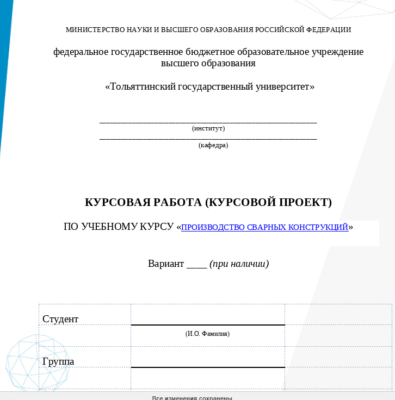 МИНИСТЕРСТВО НАУКИ И ВЫСШЕГО ОБРАЗОВАНИЯ РОССИЙСКОЙ ФЕДЕРАЦИИ
федеральное государственное бюджетное образовательное учреждение
высшего образования
«Тольяттинский государственный университет»
(институт)
(кафедра)
КУРСОВАЯ РАБОТА (КУРСОВОЙ ПРОЕКТ)
ПО УЧЕБНОМУ КУРСУ «ПРОИЗВОДСТВО СВАРНЫХ КОНСТРУКЦИЙ»
Вариант ____ (при наличии)
Студент
(И.О. Фамилия)
Группа
Все изменения сохранены